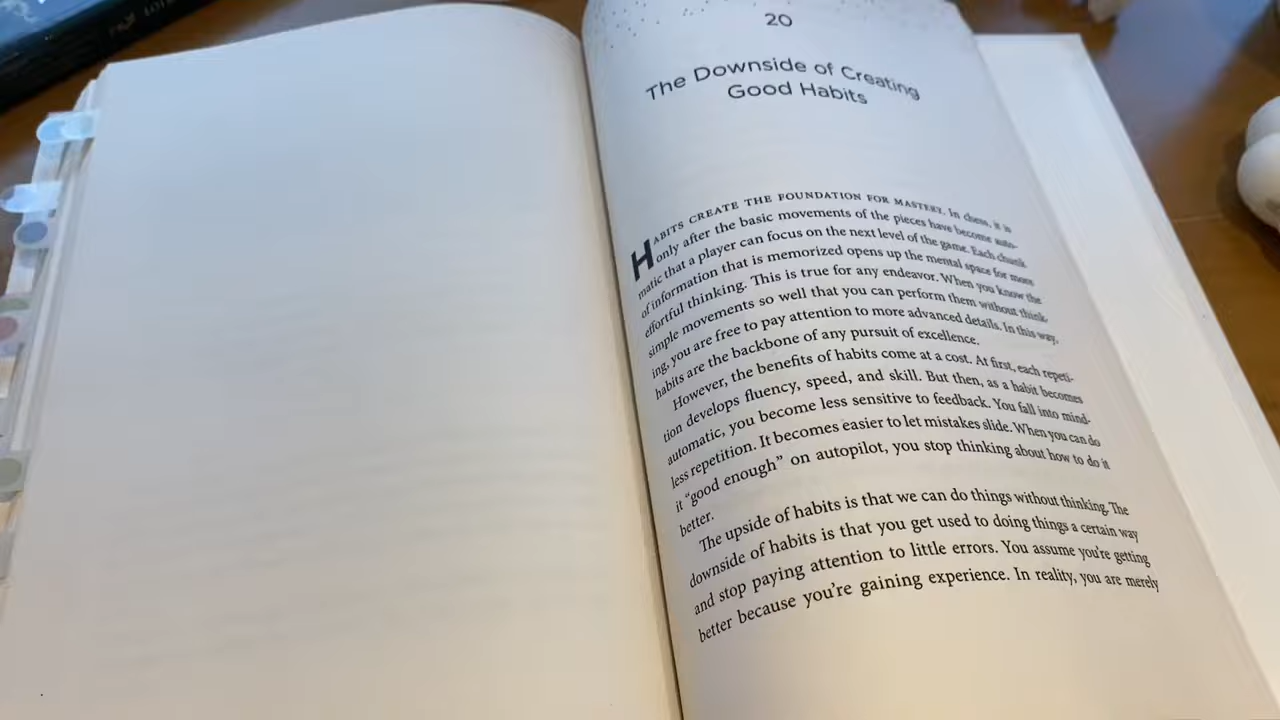 20
The Downside of Creating
Good Habits
HABITS CREATE THE FOUNDATION FOR MASTERY. In chess, it is
only after the basic movements of the pieces have become auto-
matic that a player can focus on the next level of the game. Each chunk
of information that is memorized opens up the mental space for more
effortful thinking. This is true for any endeavor. When you know the
simple movements so well that you can perform them without think-
ing, you are free to pay attention to more advanced details. In this way,
habits are the backbone of any pursuit of excellence.
However, the benefits of habits come at a cost. At first, each repeti-
tion develops fluency, speed, and skill. But then, as a habit becomes
automatic, you become less sensitive to feedback. You fall into mind-
less repetition. It becomes easier to let mistakes slide. When you can do
it “good enough” on autopilot, you stop thinking about how to do it
better.
The upside of habits is that we can do things without thinking. The
downside of habits is that you get used to doing things a certain way
and stop paying attention to little errors. You assume you’re getting
better because you’re gaining experience. In reality, you are merely